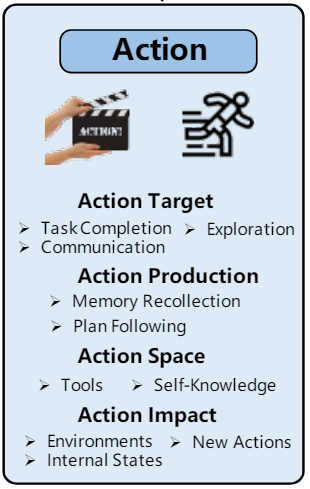 Action
ACTION!
Action Target
➢ Task Completion ➢ Exploration
➢ Communication
Action Production
➢ Memory Recollection
➢ Plan Following
Action Space
➢ Tools ➢ Self-Knowledge
Action Impact
➢ Environments ➢ New Actions
➢ Internal States